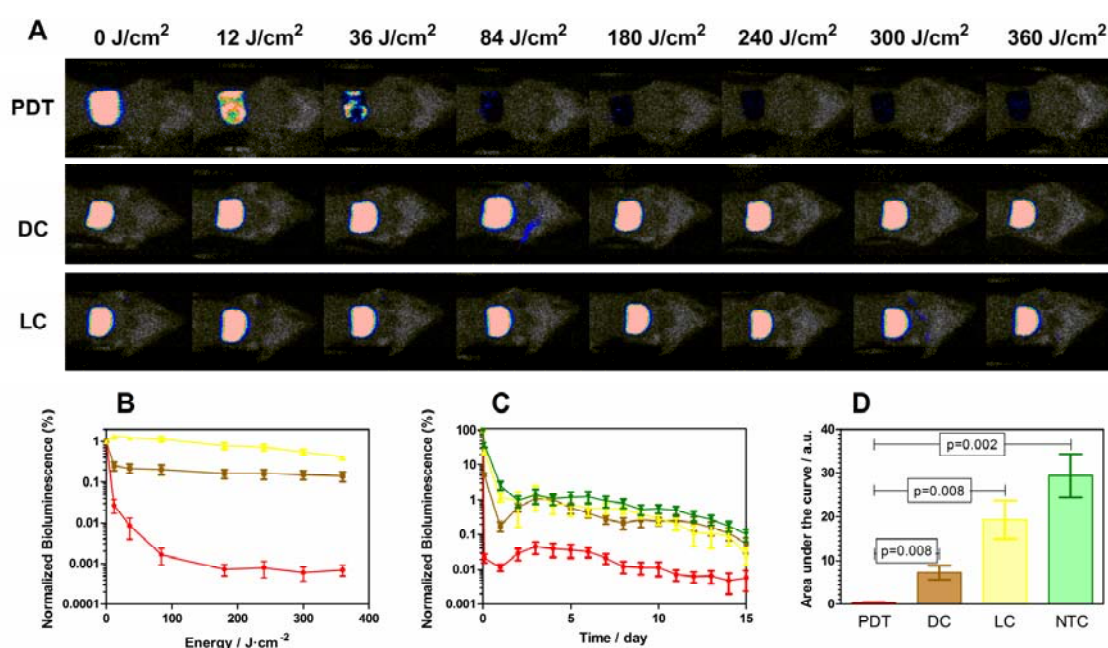 A
0 J/cm² 12 J/cm² 36 J/cm² 84 J/cm² 180 J/cm² 240 J/cm² 300 J/cm² 360 J/cm²
PDT
DC
LC
B
Normalized Bioluminescence (%)
1
0.1
0.01
0.001
0.0001
0 100 200 300 400
Energy / J·cm⁻²
C
Normalized Bioluminescence (%)
100
10
1
0.1
0.01
0.001
0 5 10 15
Time / day
D
Area under the curve / a.u.
40
30
20
10
0
p=0.002
p=0.008
p=0.008
PDT DC LC NTC